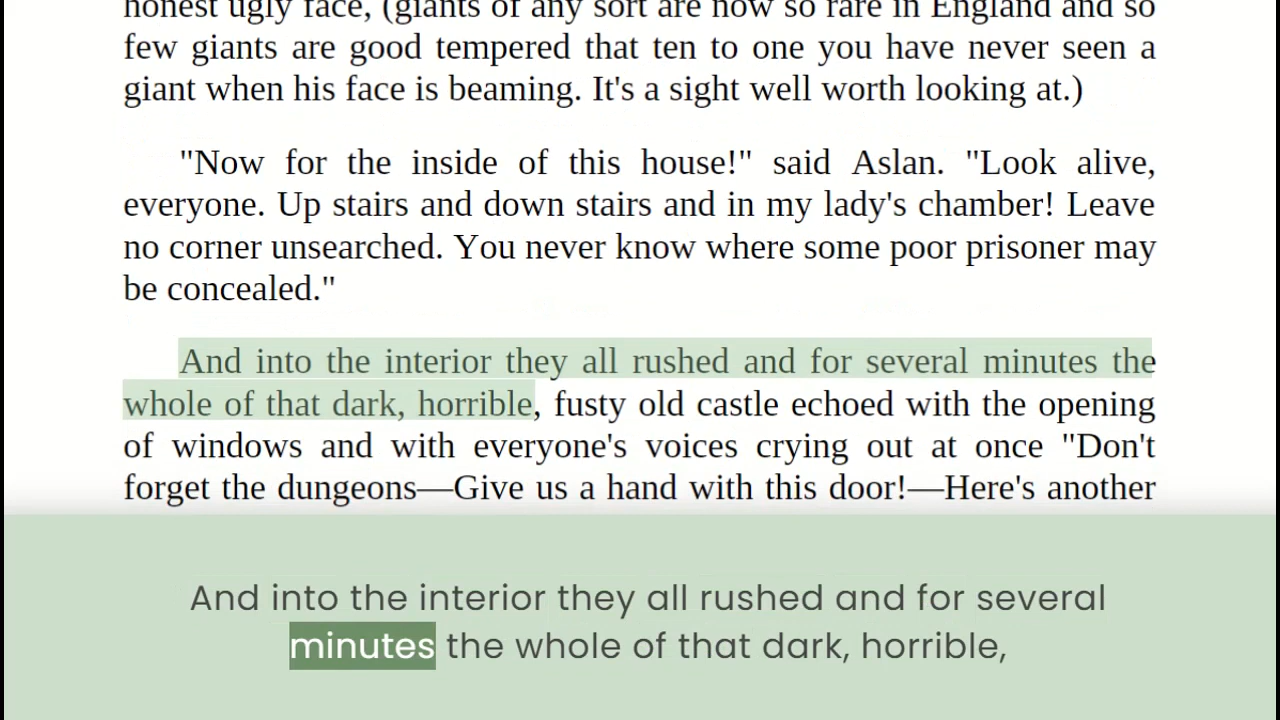 honest ugly face, (giants of any sort are now so rare in England and so
few giants are good tempered that ten to one you have never seen a
giant when his face is beaming. It's a sight well worth looking at.)
"Now for the inside of this house!" said Aslan. "Look alive,
everyone. Up stairs and down stairs and in my lady's chamber! Leave
no corner unsearched. You never know where some poor prisoner may
be concealed."
And into the interior they all rushed and for several minutes the
whole of that dark, horrible, fusty old castle echoed with the opening
of windows and with everyone's voices crying out at once "Don't
forget the dungeons—Give us a hand with this door!—Here's another
And into the interior they all rushed and for several
minutes the whole of that dark, horrible,